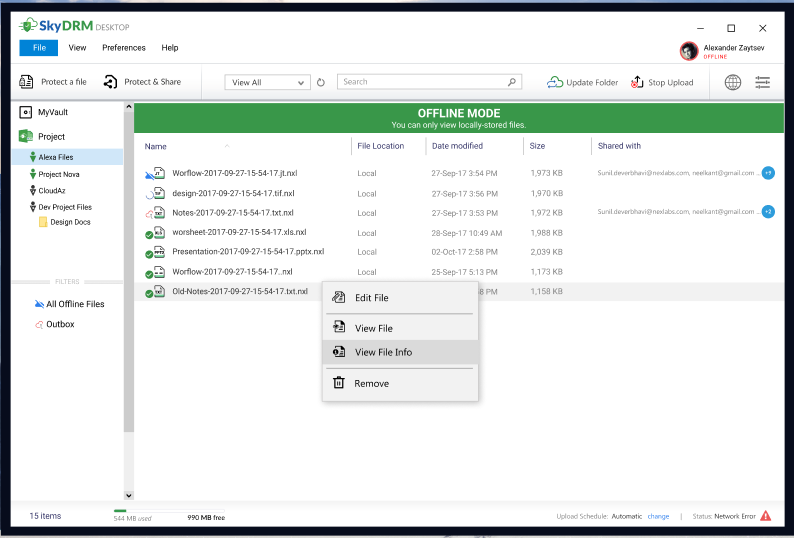 SkyDRM DESKTOP
File View Preferences Help
Alexander Zaytsev
OFFLINE
Protect a file Protect & Share View All Search Update Folder Stop Upload
MyVault
Project
Alexa Files
Project Nova
CloudAz
Dev Project Files
Design Docs
FILTERS
All Offline Files
Outbox
OFFLINE MODE
You can only view locally-stored files.
Name File Location Date modified Size Shared with
JT Worflow-2017-09-27-15-54-17.jt.nxl Local 27-Sep-17 3:54 PM 1,973 KB Sunil.deverbhavi@nexlabs.com, neelkant@gmail.com ... +9
TIF design-2017-09-27-15-54-17.tif.nxl Local 27-Sep-17 3:56 PM 1,970 KB
TXT Notes-2017-09-27-15-54-17.txt.nxl Local 27-Sep-17 3:53 PM 1,972 KB Sunil.deverbhavi@nexlabs.com, neelkant@gmail.com ... +2
XLS worsheet-2017-09-27-15-54-17.xls.nxl Local 28-Sep-17 10:49 AM 1,988 KB
PPTX Presentation-2017-09-27-15-54-17.pptx.nxl Local 02-Oct-17 2:58 PM 2,039 KB
Worflow-2017-09-27-15-54-17..nxl Local 25-Sep-17 5:13 PM 1,173 KB
TXT Old-Notes-2017-09-27-15-54-17.txt.nxl 8 PM 1,158 KB
Edit File
View File
View File Info
Remove
15 items 544 MB used 990 MB free Upload Schedule: Automatic change | Status: Network Error